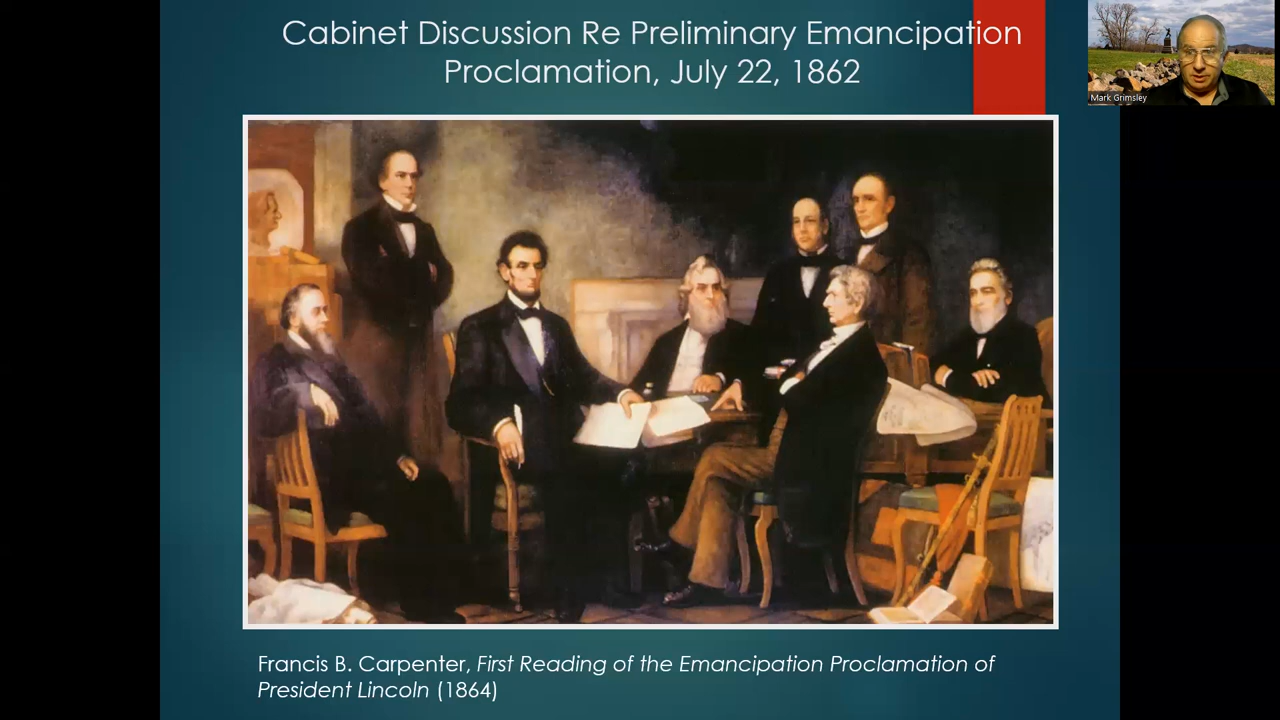 Cabinet Discussion Re Preliminary Emancipation
Proclamation, July 22, 1862
Mark Grimsley
Francis B. Carpenter, First Reading of the Emancipation Proclamation of
President Lincoln (1864)